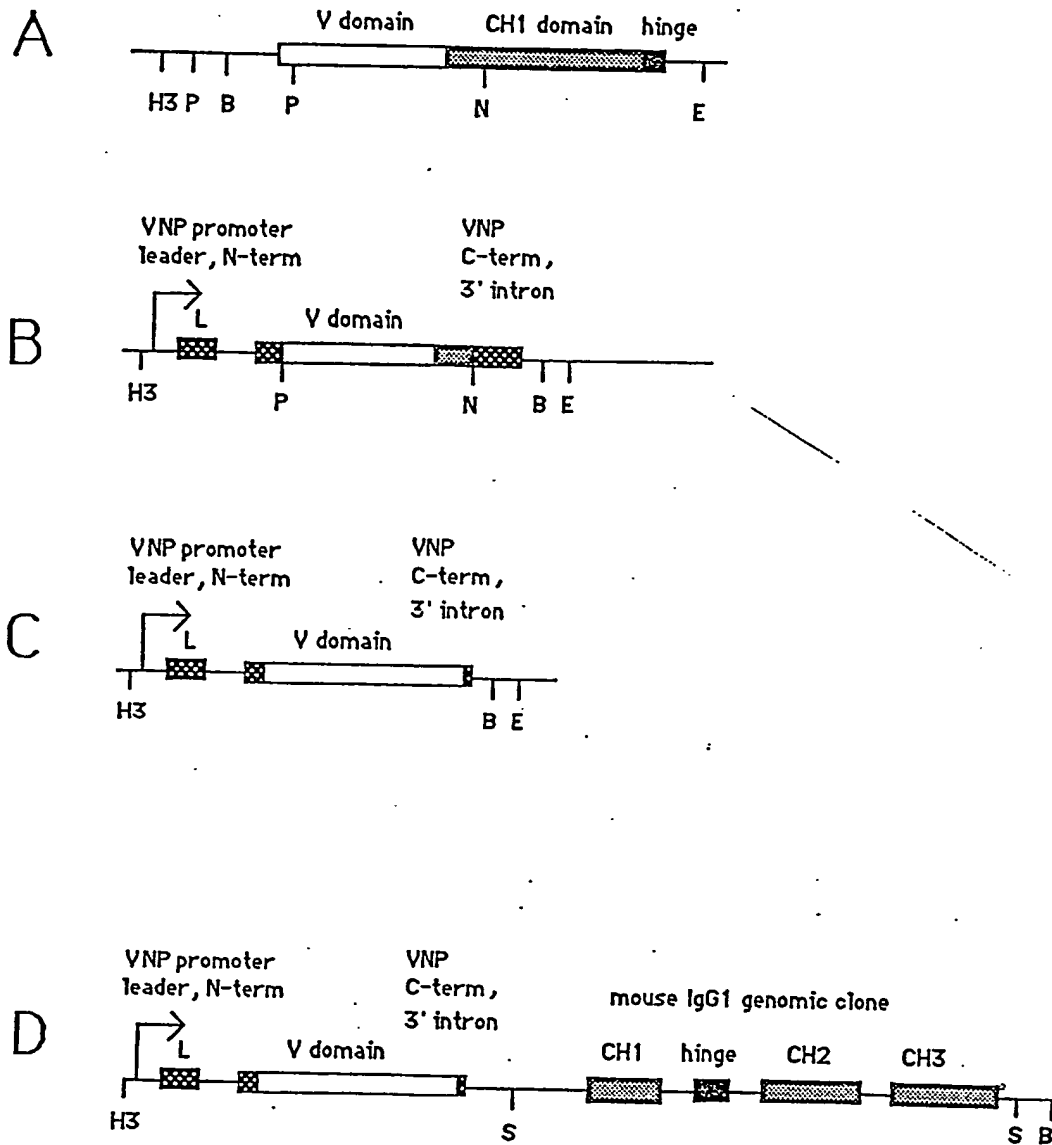 A
V domain CH1 domain hinge
H3 P B P N E
B
VNP promoter VNP
leader, N-term C-term,
3' intron
L V domain
H3 P N B E
C
VNP promoter VNP
leader, N-term C-term,
3' intron
L V domain
H3 B E
D
VNP promoter VNP
leader, N-term C-term, mouse IgG1 genomic clone
3' intron
L V domain CH1 hinge CH2 CH3
H3 S S B